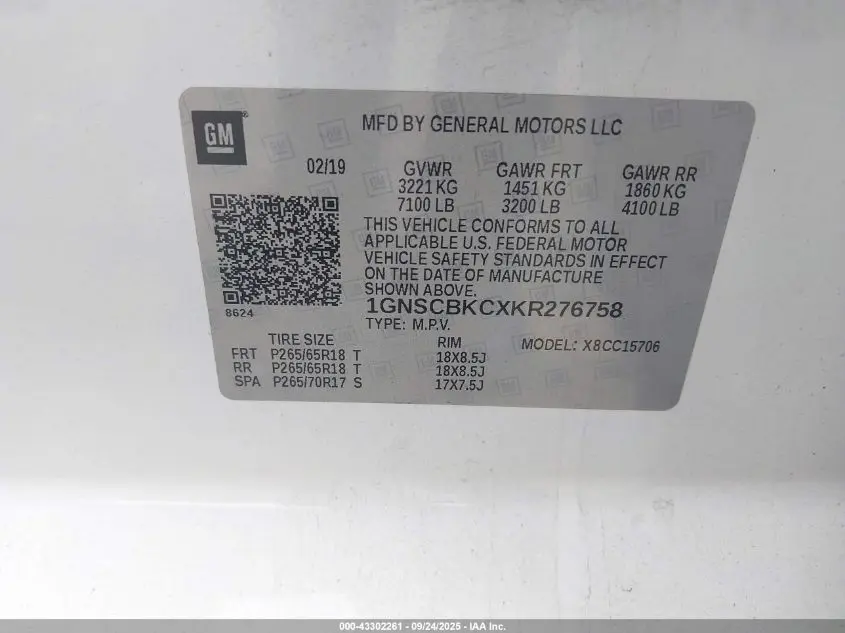 GM
MFD BY GENERAL MOTORS LLC
02/19 GVWR GAWR FRT GAWR RR
3221 KG 1451 KG 1860 KG
7100 LB 3200 LB 4100 LB
THIS VEHICLE CONFORMS TO ALL
APPLICABLE U.S. FEDERAL MOTOR
VEHICLE SAFETY STANDARDS IN EFFECT
ON THE DATE OF MANUFACTURE
SHOWN ABOVE.
8624
1GNSCBKCXKR276758
TYPE: M.P.V.
TIRE SIZE RIM MODEL: X8CC15706
FRT P265/65R18 T 18X8.5J
RR P265/65R18 T 18X8.5J
SPA P265/70R17 S 17X7.5J
000-43302261 - 09/24/2025 - IAA Inc.